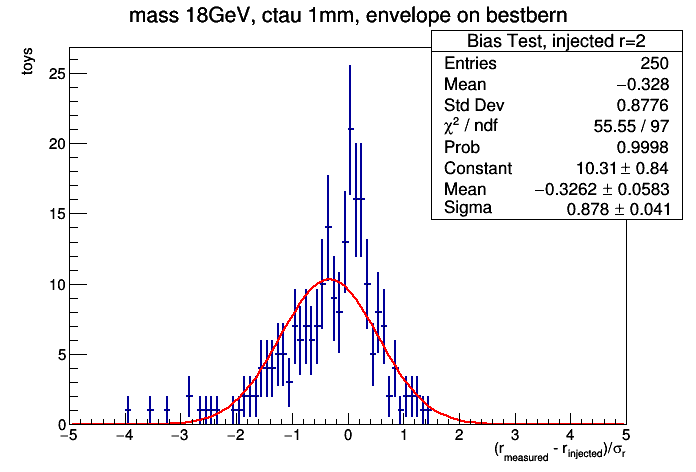 mass 18GeV, ctau 1mm, envelope on bestbern
toys
Bias Test, injected r=2
Entries 250
Mean −0.328
Std Dev 0.8776
χ² / ndf 55.55 / 97
Prob 0.9998
Constant 10.31 ± 0.84
Mean −0.3262 ± 0.0583
Sigma 0.878 ± 0.041
25
20
15
10
5
0
−5 −4 −3 −2 −1 0 1 2 3 4 5
(r_measured - r_injected)/σ_r